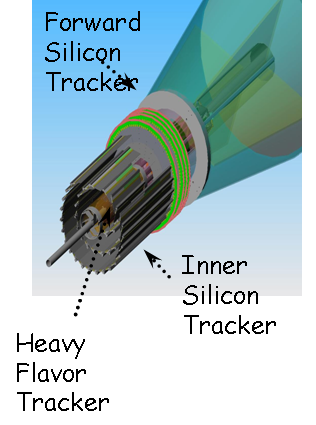 Forward
Silicon
Tracker
Inner
Silicon
Tracker
Heavy
Flavor
Tracker